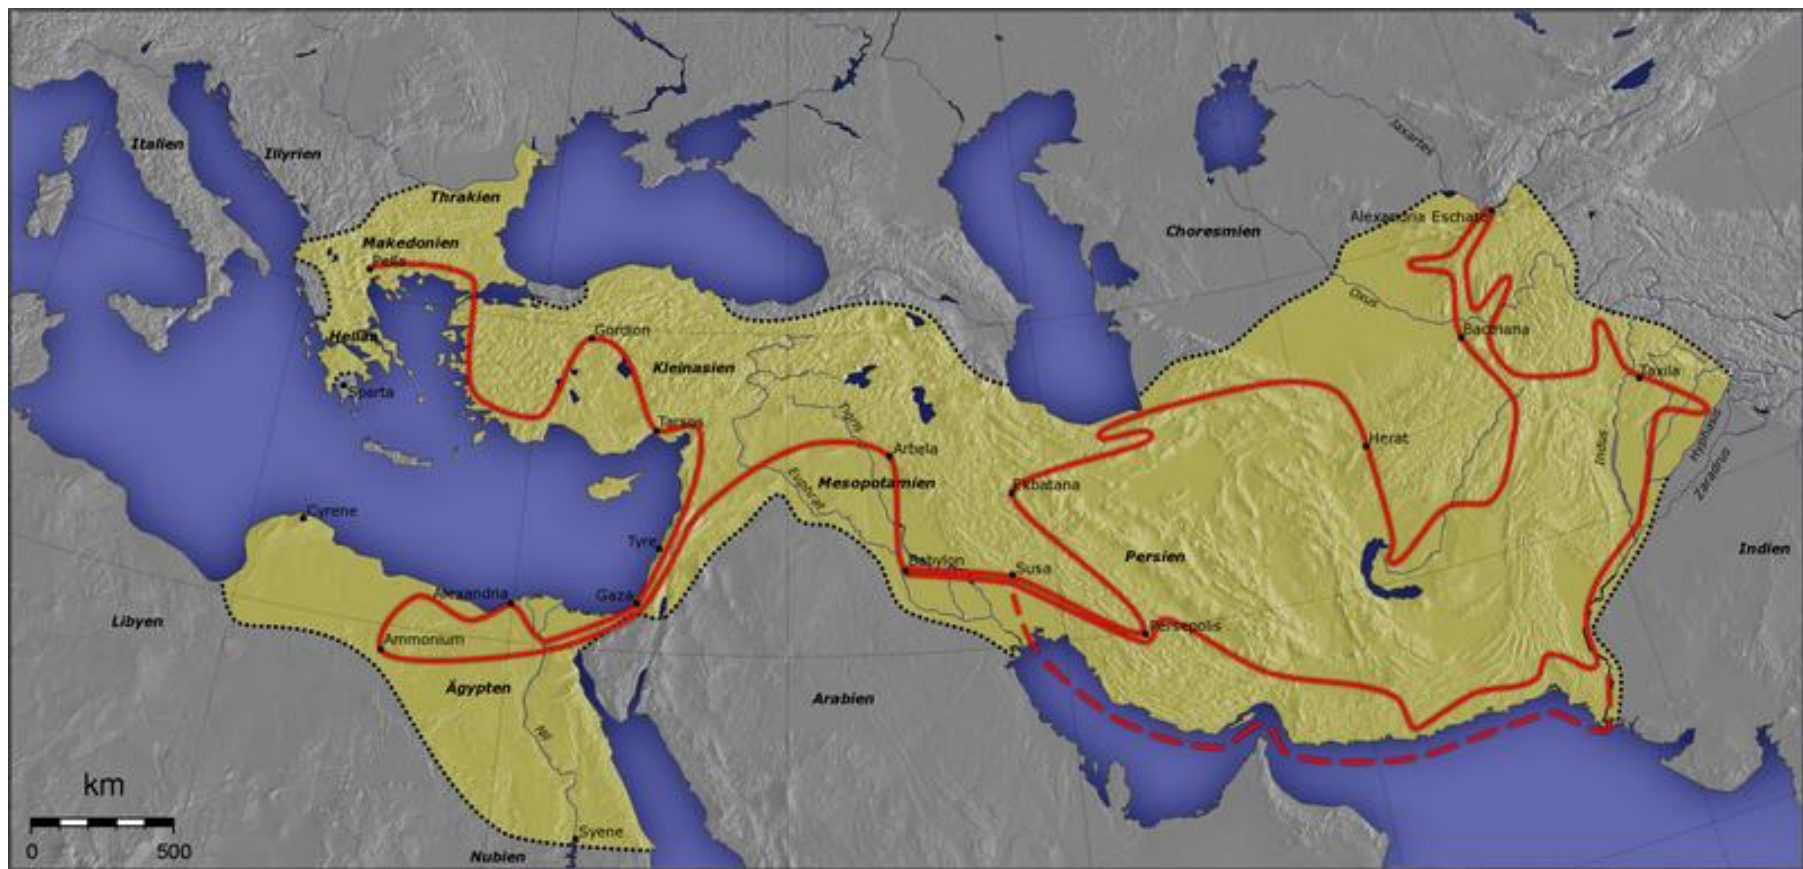 Italien
Illyrien
Thrakien
Makedonien
Pella
Hellas
Sparta
Gordion
Kleinasien
Tarsos
Tigris
Euphrat
Arbela
Mesopotamien
Ekbatana
Choresmien
Jaxartes
Alexandria Eschate
Oxus
Bactriana
Taxila
Herat
Indus
Hyphasis
Zaradrus
Indien
Cyrene
Tyre
Gaza
Alexandria
Ammonium
Libyen
Ägypten
Nil
Syene
Nubien
Arabien
Babylon
Susa
Persien
Persepolis
km
0 500